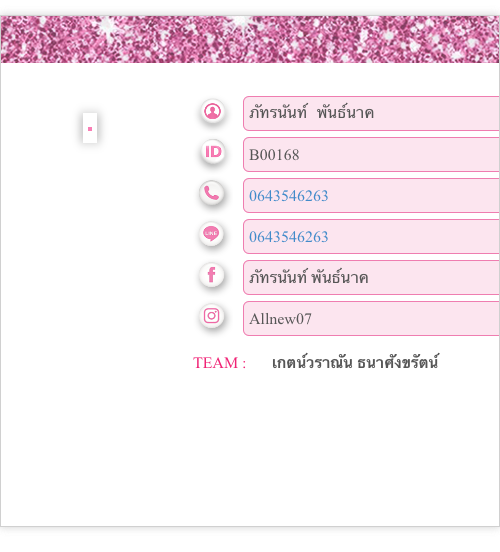 ภัทรนันท์ พันธ์นาค
ID B00168
0643546263
LINE 0643546263
ภัทรนันท์ พันธ์นาค
Allnew07
TEAM : เกตน์วราณัน ธนาศังขรัตน์